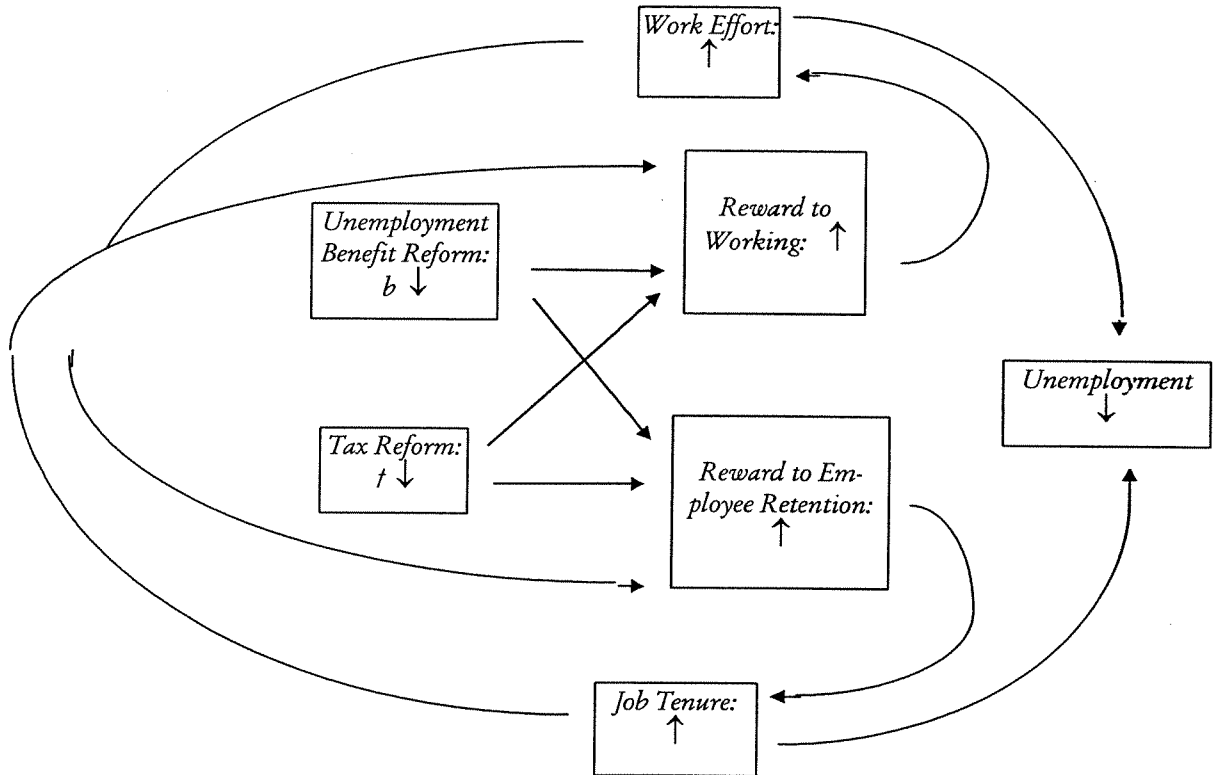 Work Effort:
↑
Unemployment
Benefit Reform:
b ↓
Reward to
Working: ↑
Unemployment
↓
Tax Reform:
t ↓
Reward to Em-
ployee Retention:
↑
Job Tenure:
↑